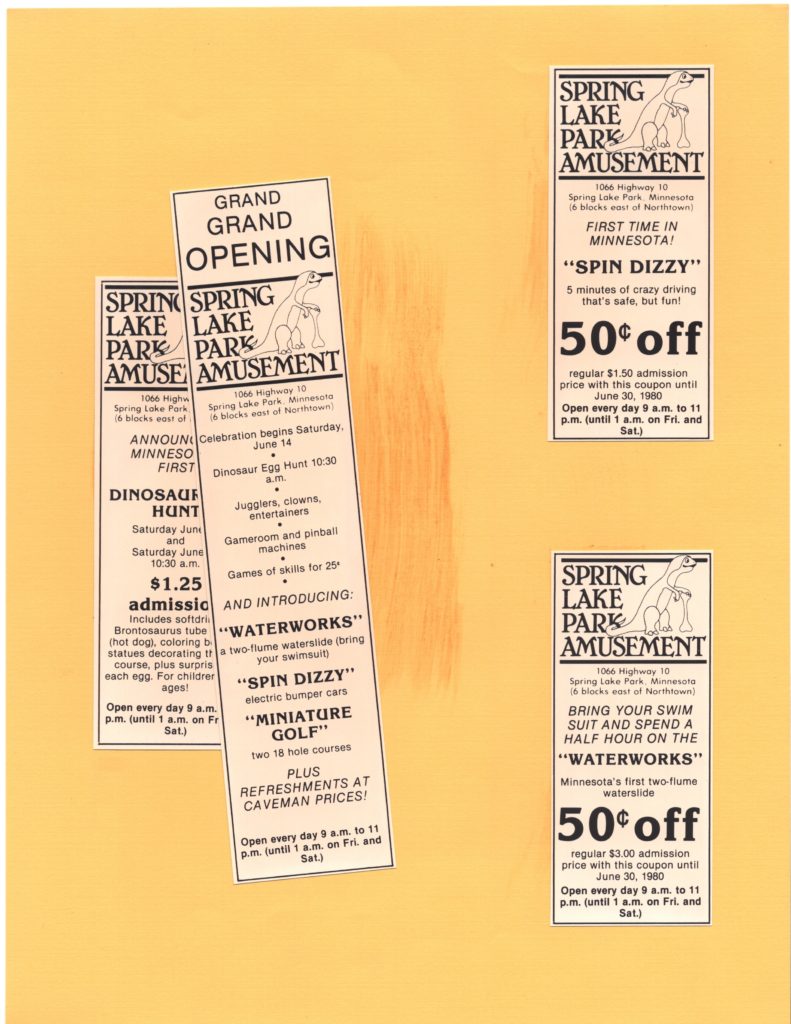 GRAND
GRAND
OPENING
SPRING
LAKE
PARK
AMUSEMENT
1066 Highway 10
Spring Lake Park, Minnesota
(6 blocks east of Northtown)
Celebration begins Saturday,
June 14
•
Dinosaur Egg Hunt 10:30
a.m.
•
Jugglers, clowns,
entertainers
•
Gameroom and pinball
machines
•
Games of skills for 25¢
•
AND INTRODUCING:
"WATERWORKS"
a two-flume waterslide (bring
your swimsuit)
"SPIN DIZZY"
electric bumper cars
"MINIATURE
GOLF"
two 18 hole courses
PLUS
REFRESHMENTS AT
CAVEMAN PRICES!
Open every day 9 a.m. to 11
p.m. (until 1 a.m. on Fri. and
Sat.)
SPRING
LAKE
PARK
AMUSE
1066 Highw
Spring Lake Park
(6 blocks east of
ANNOUNC
MINNESO
FIRST
DINOSAUR
HUNT
Saturday June
and
Saturday June
10:30 a.m.
$1.25
admissio
Includes softdri
Brontosaurus tube
(hot dog), coloring b
statues decorating th
course, plus surpris
each egg. For children
ages!
Open every day 9 a.m.
p.m. (until 1 a.m. on Fr
Sat.)
SPRING
LAKE
PARK
AMUSEMENT
1066 Highway 10
Spring Lake Park, Minnesota
(6 blocks east of Northtown)
FIRST TIME IN
MINNESOTA!
"SPIN DIZZY"
5 minutes of crazy driving
that's safe, but fun!
50¢ off
regular $1.50 admission
price with this coupon until
June 30, 1980
Open every day 9 a.m. to 11
p.m. (until 1 a.m. on Fri. and
Sat.)
SPRING
LAKE
PARK
AMUSEMENT
1066 Highway 10
Spring Lake Park, Minnesota
(6 blocks east of Northtown)
BRING YOUR SWIM
SUIT AND SPEND A
HALF HOUR ON THE
"WATERWORKS"
Minnesota's first two-flume
waterslide
50¢ off
regular $3.00 admission
price with this coupon until
June 30, 1980
Open every day 9 a.m. to 11
p.m. (until 1 a.m. on Fri. and
Sat.)